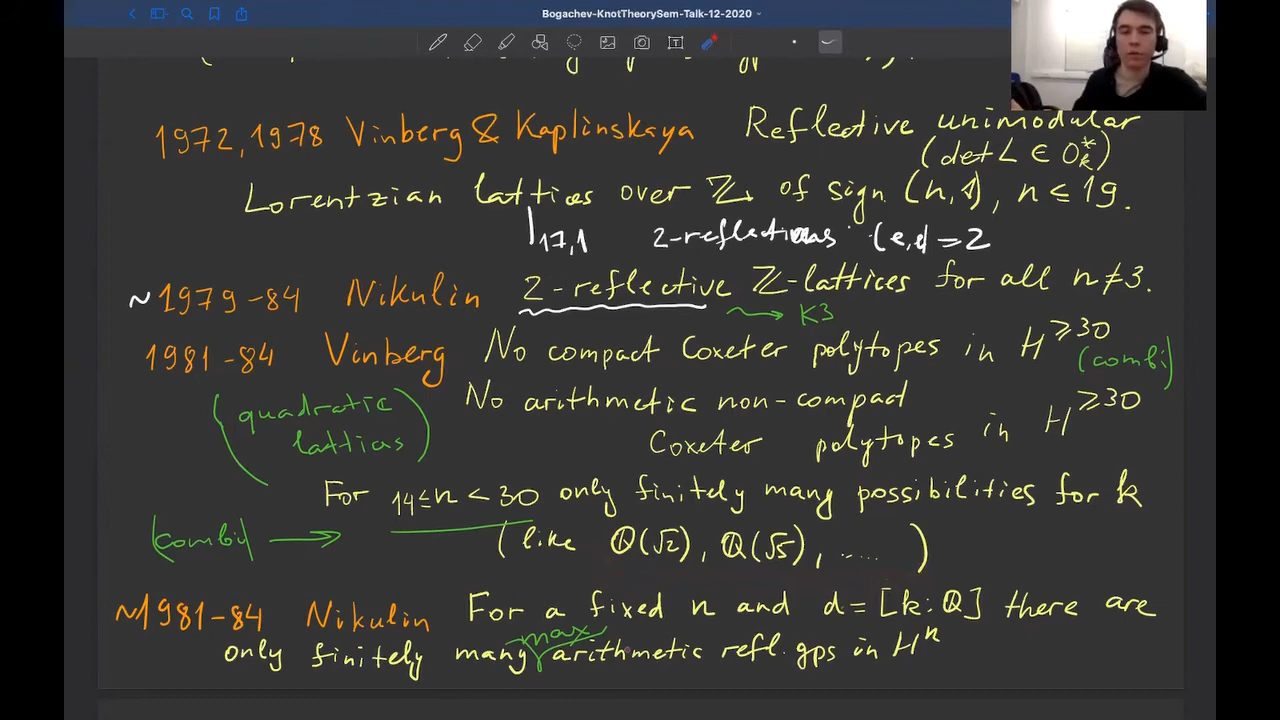 Bogachev-KnotTheorySem-Talk-12-2020
1972, 1978 Vinberg & Kaplinskaya Reflective unimodular
(det L ∈ O_k^*)
Lorentzian lattices over ℤ of sign (n,1), n ≤ 19.
17,1 2-reflections (e,e) = 2
~1979-84 Nikulin 2-reflective ℤ-lattices for all n≠3.
⇝ K3
1981-84 Vinberg No compact Coxeter polytopes in H^≥30
(combi)
(quadratic lattices) No arithmetic non-compact
Coxeter polytopes in H^≥30
For 14≤n < 30 only finitely many possibilities for k
(combi) → (like ℚ(√2), ℚ(√5), .....)
~1981-84 Nikulin For a fixed n and d = [k:ℚ] there are
max
only finitely many arithmetic refl. gps in H^n